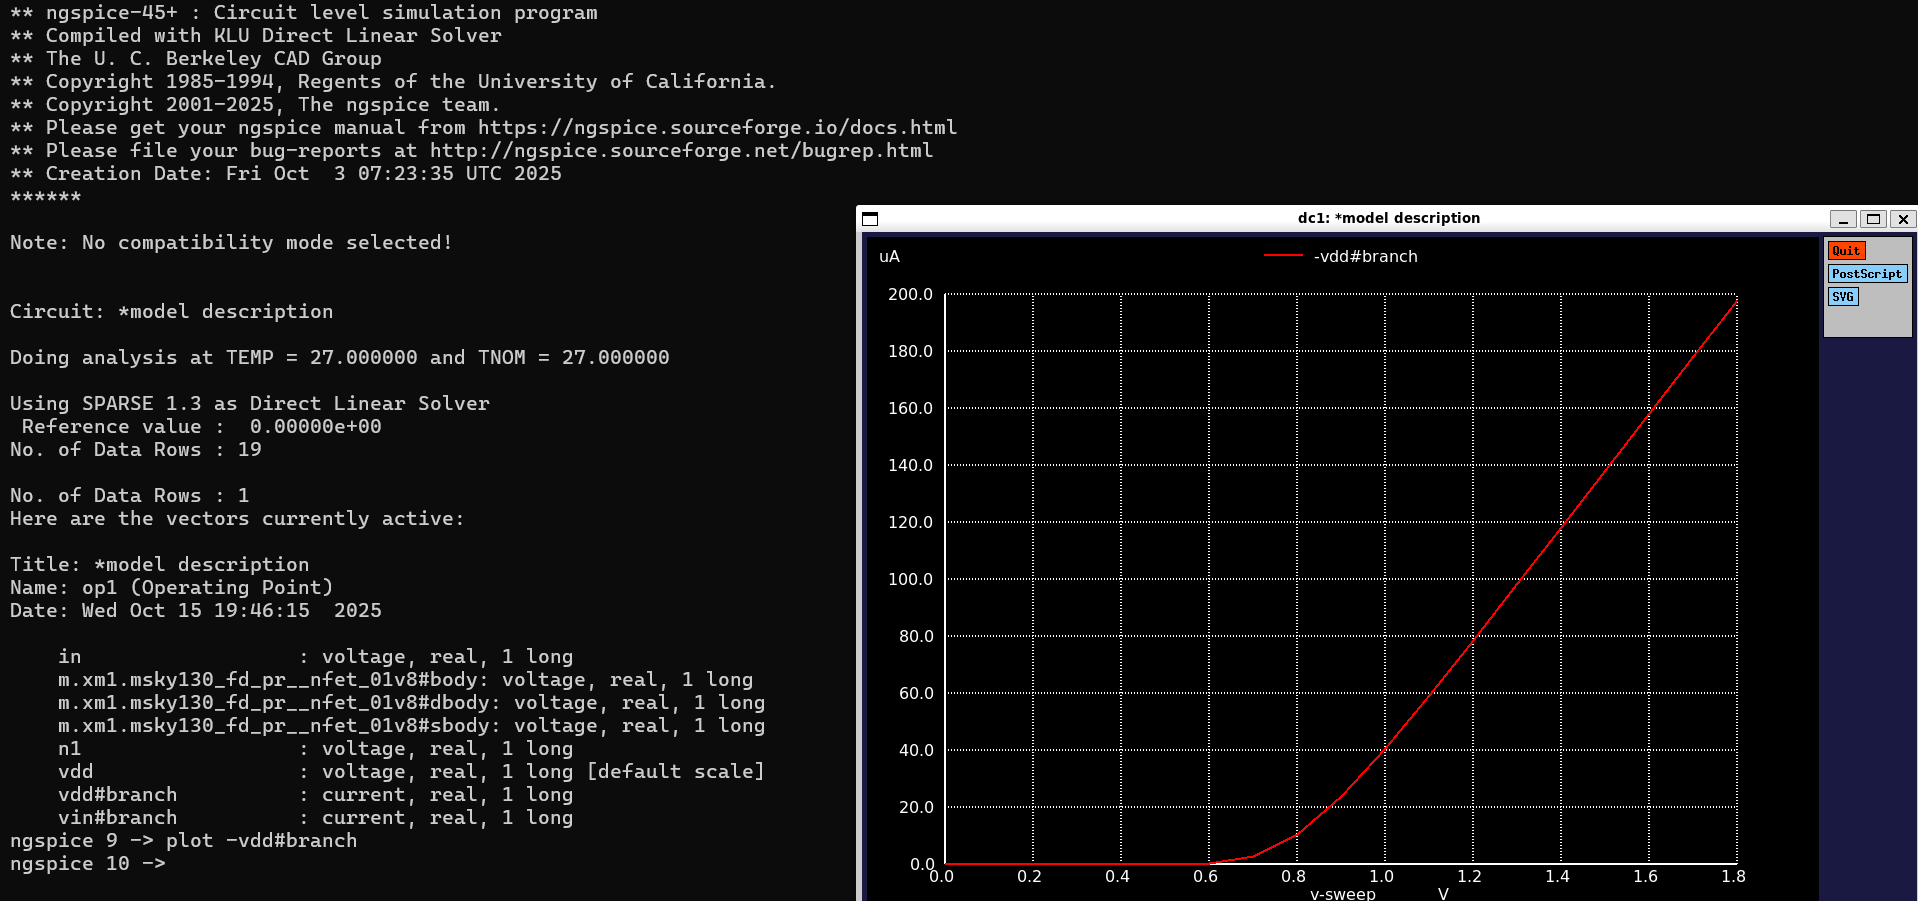 ** ngspice-45+ : Circuit level simulation program
** Compiled with KLU Direct Linear Solver
** The U. C. Berkeley CAD Group
** Copyright 1985-1994, Regents of the University of California.
** Copyright 2001-2025, The ngspice team.
** Please get your ngspice manual from https://ngspice.sourceforge.io/docs.html
** Please file your bug-reports at http://ngspice.sourceforge.net/bugrep.html
** Creation Date: Fri Oct  3 07:23:35 UTC 2025
******
Note: No compatibility mode selected!
Circuit: *model description
Doing analysis at TEMP = 27.000000 and TNOM = 27.000000
Using SPARSE 1.3 as Direct Linear Solver
Reference value :  0.00000e+00
No. of Data Rows : 19
No. of Data Rows : 1
Here are the vectors currently active:
Title: *model description
Name: op1 (Operating Point)
Date: Wed Oct 15 19:46:15  2025
in                  : voltage, real, 1 long
m.xm1.msky130_fd_pr__nfet_01v8#body: voltage, real, 1 long
m.xm1.msky130_fd_pr__nfet_01v8#dbody: voltage, real, 1 long
m.xm1.msky130_fd_pr__nfet_01v8#sbody: voltage, real, 1 long
n1                  : voltage, real, 1 long
vdd                 : voltage, real, 1 long [default scale]
vdd#branch          : current, real, 1 long
vin#branch          : current, real, 1 long
ngspice 9 -> plot -vdd#branch
ngspice 10 ->
dc1: *model description
Quit
PostScript
SVG
uA
-vdd#branch
200.0
180.0
160.0
140.0
120.0
100.0
80.0
60.0
40.0
20.0
0.0
0.0 0.2 0.4 0.6 0.8 1.0 1.2 1.4 1.6 1.8
v-sweep V